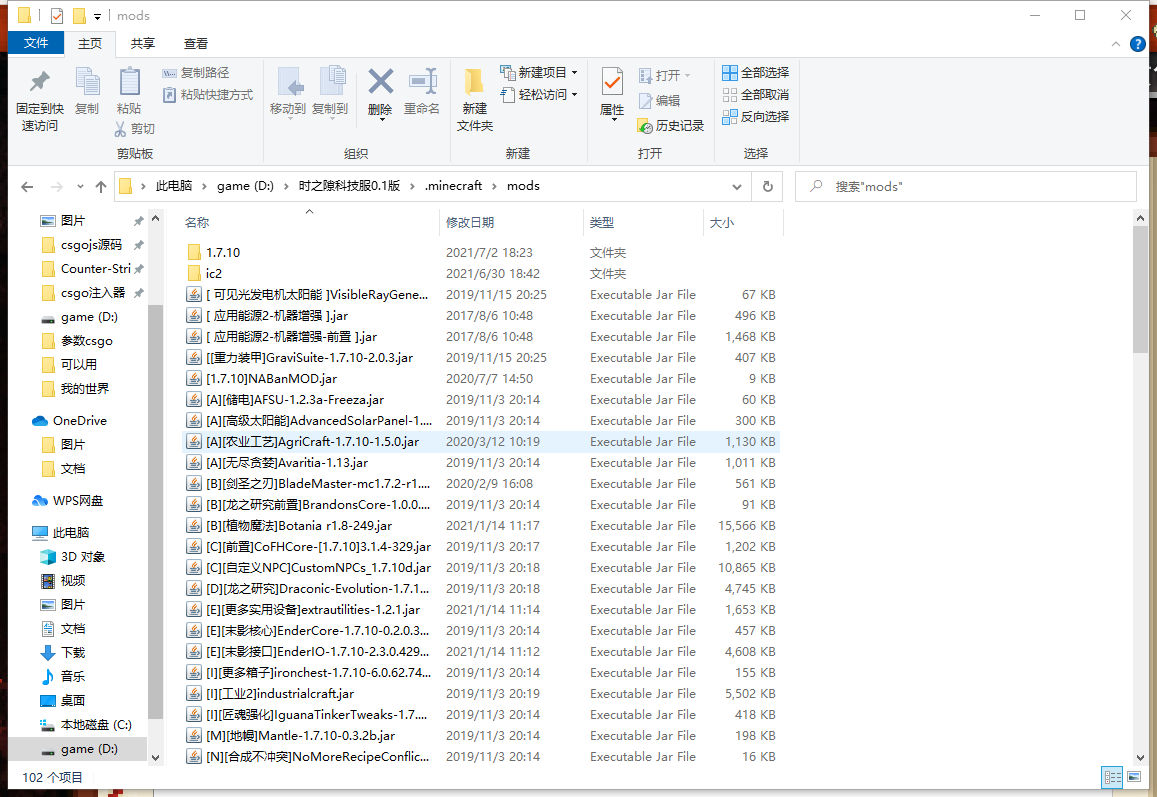 mods
文件 主页 共享 查看
固定到快速访问
复制
粘贴
复制路径
粘贴快捷方式
剪切
剪贴板
移动到
复制到
删除
重命名
组织
新建文件夹
新建项目
轻松访问
新建
属性
打开
编辑
历史记录
打开
全部选择
全部取消
反向选择
选择
此电脑 > game (D:) > 时之隙科技服0.1版 > .minecraft > mods
搜索"mods"
图片
csgojs源码
Counter-Stri
csgo注入器
game (D:)
参数csgo
可以用
我的世界
OneDrive
图片
文档
WPS网盘
此电脑
3D 对象
视频
图片
文档
下载
音乐
桌面
本地磁盘 (C:)
game (D:)
名称 修改日期 类型 大小
1.7.10 2021/7/2 18:23 文件夹
ic2 2021/6/30 18:42 文件夹
[ 可见光发电机太阳能 ]VisibleRayGene... 2019/11/15 20:25 Executable Jar File 67 KB
[ 应用能源2-机器增强 ].jar 2017/8/6 10:48 Executable Jar File 496 KB
[ 应用能源2-机器增强-前置 ].jar 2017/8/6 10:48 Executable Jar File 1,468 KB
[[重力装甲]GraviSuite-1.7.10-2.0.3.jar 2019/11/15 20:25 Executable Jar File 407 KB
[1.7.10]NABanMOD.jar 2020/7/7 14:50 Executable Jar File 9 KB
[A][储电]AFSU-1.2.3a-Freeza.jar 2019/11/3 20:14 Executable Jar File 60 KB
[A][高级太阳能]AdvancedSolarPanel-1.... 2019/11/3 20:14 Executable Jar File 300 KB
[A][农业工艺]AgriCraft-1.7.10-1.5.0.jar 2020/3/12 10:19 Executable Jar File 1,130 KB
[A][无尽贪婪]Avaritia-1.13.jar 2019/11/3 20:14 Executable Jar File 1,011 KB
[B][剑圣之刃]BladeMaster-mc1.7.2-r1.... 2020/2/9 16:08 Executable Jar File 561 KB
[B][龙之研究前置]BrandonsCore-1.0.0.... 2019/11/3 20:14 Executable Jar File 91 KB
[B][植物魔法]Botania r1.8-249.jar 2021/1/14 11:17 Executable Jar File 15,566 KB
[C][前置]CoFHCore-[1.7.10]3.1.4-329.jar 2019/11/3 20:17 Executable Jar File 1,202 KB
[C][自定义NPC]CustomNPCs_1.7.10d.jar 2019/11/3 20:18 Executable Jar File 10,865 KB
[D][龙之研究]Draconic-Evolution-1.7.1... 2019/11/3 20:18 Executable Jar File 4,745 KB
[E][更多实用设备]extrautilities-1.2.1.jar 2021/1/14 11:14 Executable Jar File 1,653 KB
[E][末影核心]EnderCore-1.7.10-0.2.0.3... 2019/11/3 20:14 Executable Jar File 457 KB
[E][末影接口]EnderIO-1.7.10-2.3.0.429... 2021/1/14 11:12 Executable Jar File 4,608 KB
[I][更多箱子]ironchest-1.7.10-6.0.62.74... 2019/11/3 20:14 Executable Jar File 155 KB
[I][工业2]industrialcraft.jar 2019/11/3 20:19 Executable Jar File 5,502 KB
[I][匠魂强化]IguanaTinkerTweaks-1.7.... 2019/11/3 20:14 Executable Jar File 418 KB
[M][地幔]Mantle-1.7.10-0.3.2b.jar 2019/11/3 20:14 Executable Jar File 198 KB
[N][合成不冲突]NoMoreRecipeConflic... 2019/11/3 20:14 Executable Jar File 16 KB
102 个项目